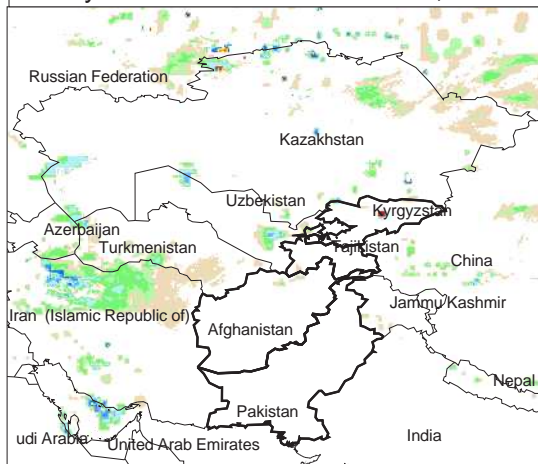 Russian Federation
Kazakhstan
Uzbekistan
Kyrgyzstan
Azerbaijan
Turkmenistan
Tajikistan
China
Jammu/Kashmir
Iran (Islamic Republic of)
Afghanistan
Nepal
Pakistan
udi Arabia
United Arab Emirates
India